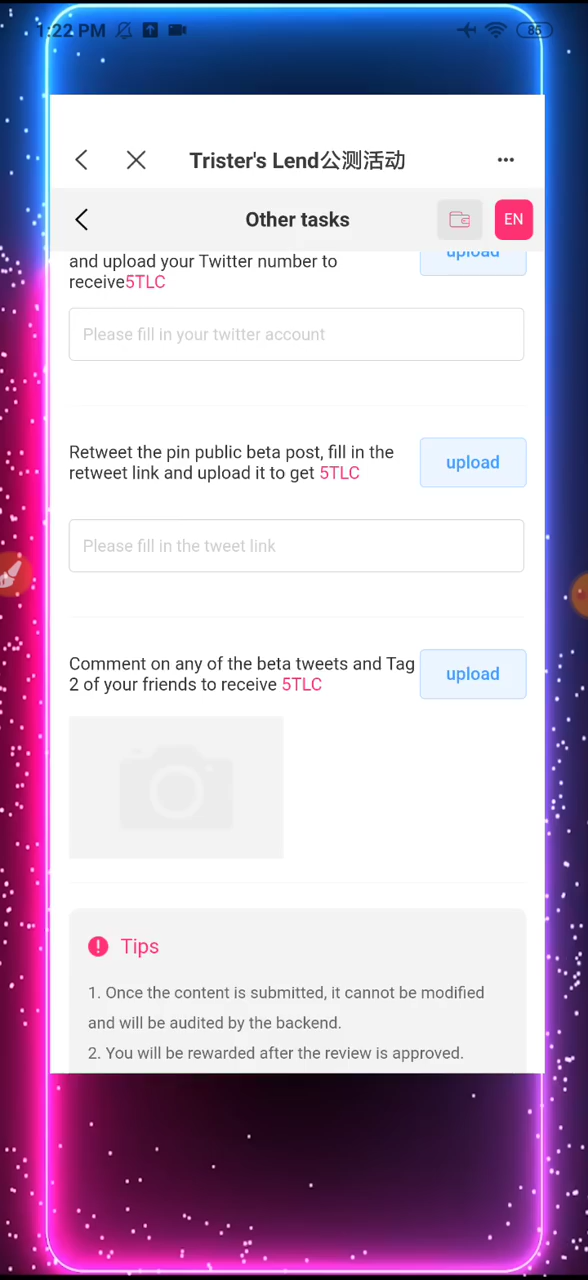 1:22 PM
85
Trister's Lend公测活动
Other tasks
EN
and upload your Twitter number to
receive5TLC
upload
Please fill in your twitter account
Retweet the pin public beta post, fill in the
retweet link and upload it to get 5TLC
upload
Please fill in the tweet link
Comment on any of the beta tweets and Tag
2 of your friends to receive 5TLC
upload
Tips
1. Once the content is submitted, it cannot be modified
and will be audited by the backend.
2. You will be rewarded after the review is approved.